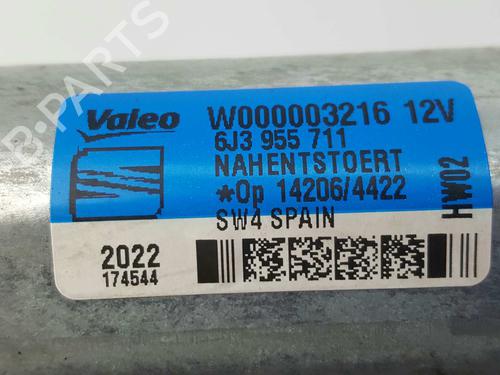 Valeo W000003216 12V
6J3 955 711
NAHENTSTOERT
*Op 14206/4422
SW4 SPAIN
HW02
2022
174544
B-PARTS